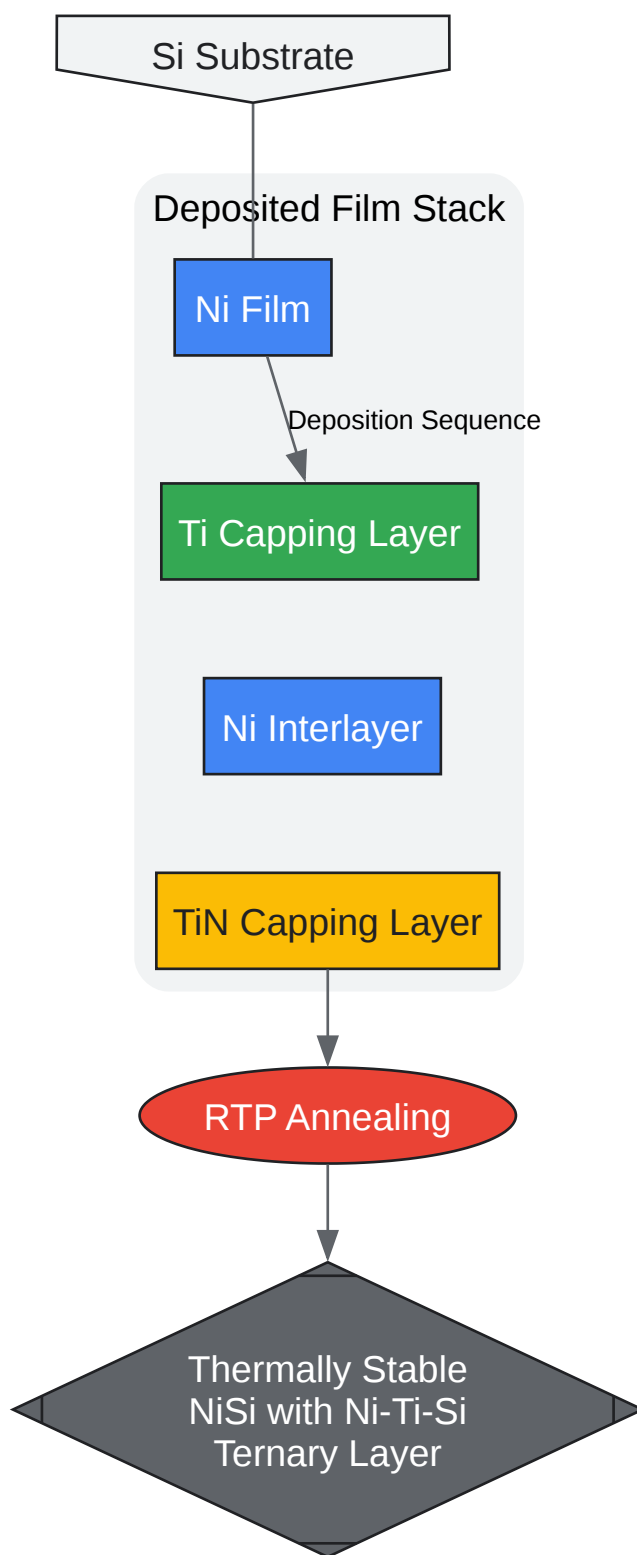 Si Substrate
Deposited Film Stack
Ni Film
Deposition Sequence
Ti Capping Layer
Ni Interlayer
TiN Capping Layer
RTP Annealing
Thermally Stable
NiSi with Ni-Ti-Si
Ternary Layer